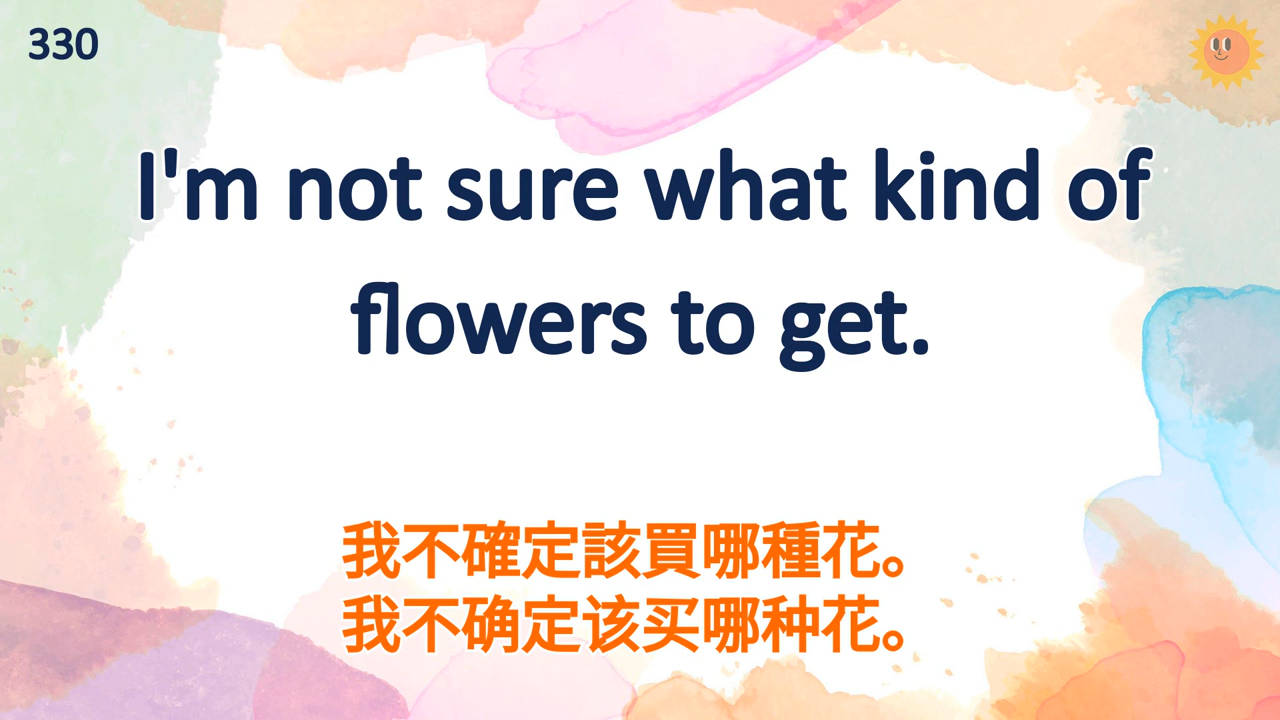 330
I'm not sure what kind of
flowers to get.
我不確定該買哪種花。
我不确定该买哪种花。